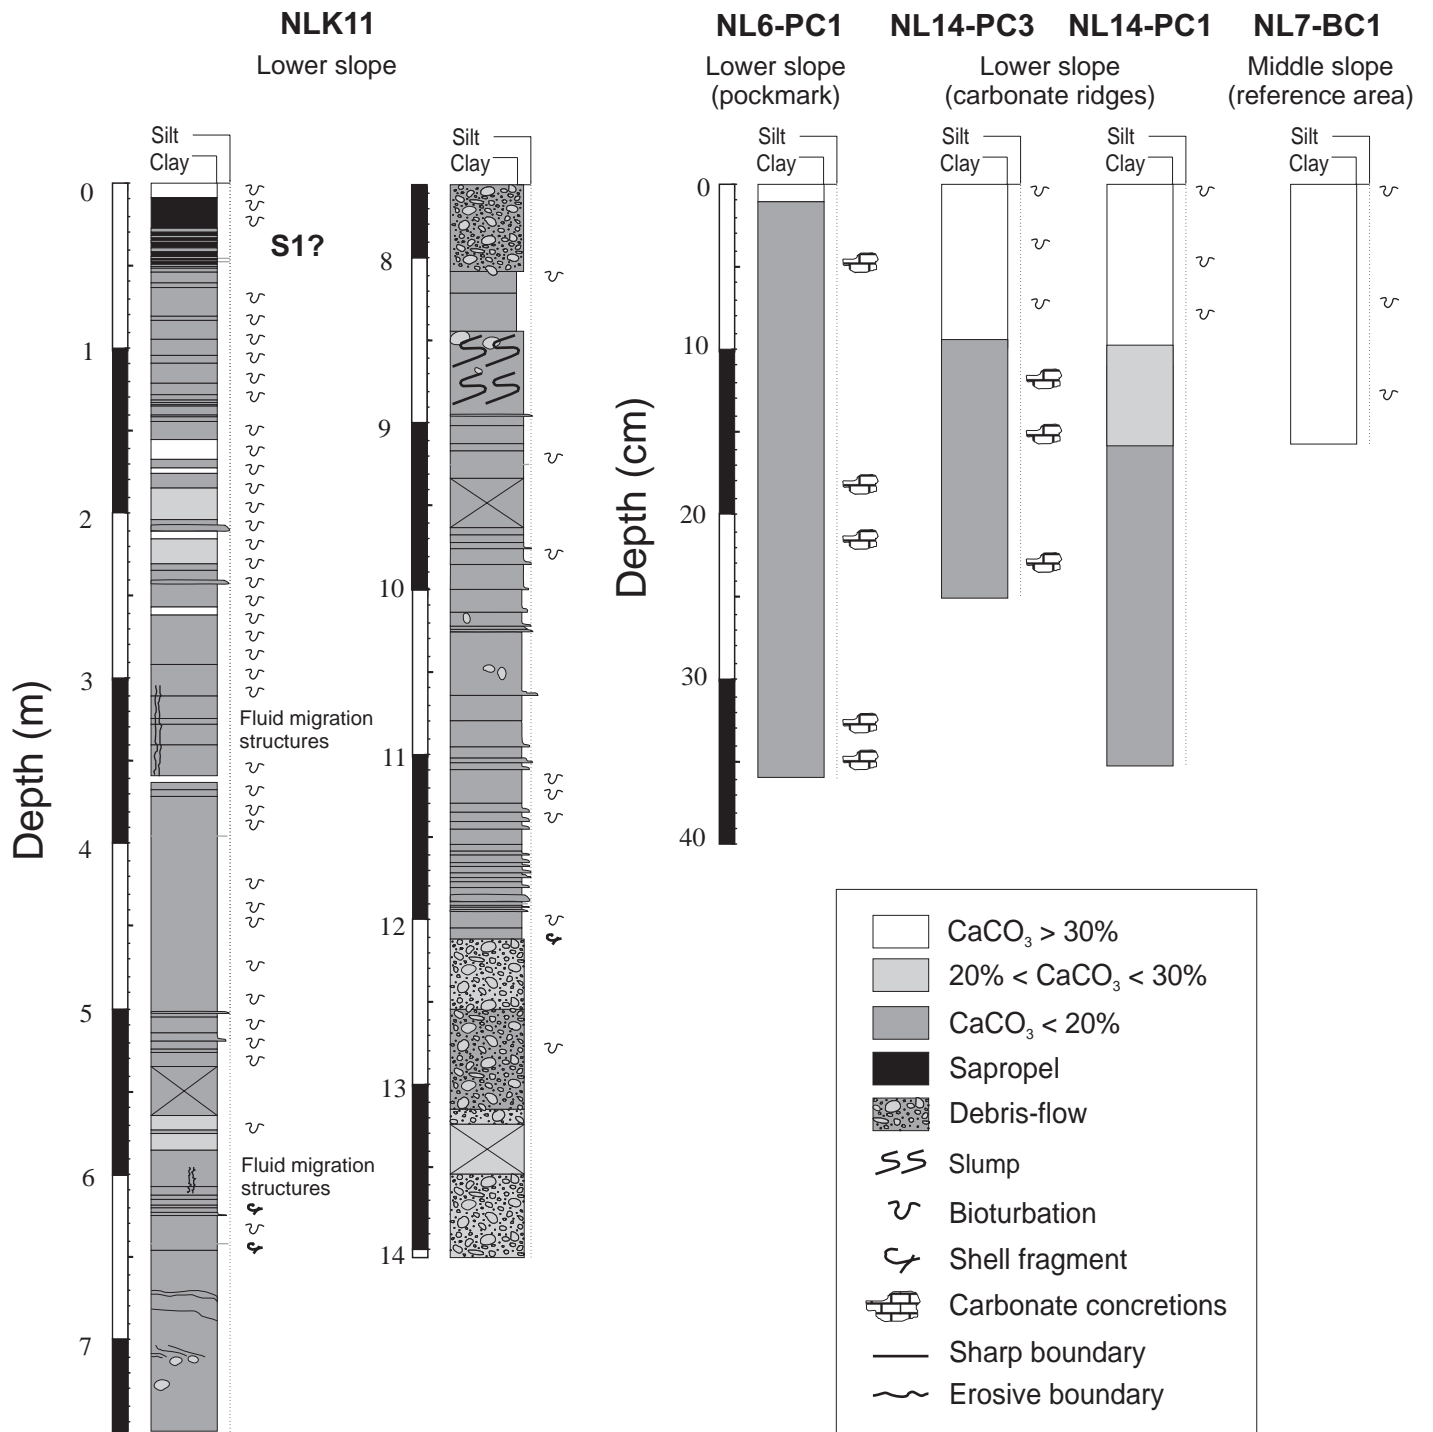 NLK11
Lower slope
NL6-PC1
Lower slope
(pockmark)
NL14-PC3 NL14-PC1
Lower slope
(carbonate ridges)
NL7-BC1
Middle slope
(reference area)
Silt
Clay
Silt
Clay
Silt
Clay
Silt
Clay
Silt
Clay
Silt
Clay
Depth (m)
0
1
2
3
4
5
6
7
S1?
Fluid migration
structures
Fluid migration
structures
8
9
10
11
12
13
14
Depth (cm)
0
10
20
30
40
CaCO₃ > 30%
20% < CaCO₃ < 30%
CaCO₃ < 20%
Sapropel
Debris-flow
Slump
Bioturbation
Shell fragment
Carbonate concretions
Sharp boundary
Erosive boundary